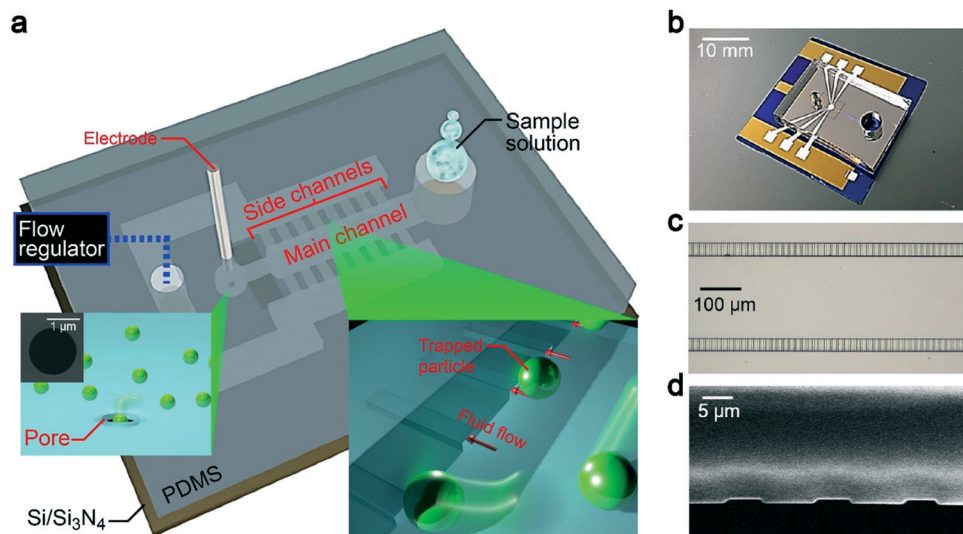 a
Electrode
Sample
solution
Side channels
Main channel
Flow
regulator
1 μm
Pore
Trapped
particle
Fluid flow
PDMS
Si/Si₃N₄
b
10 mm
c
100 μm
d
5 μm